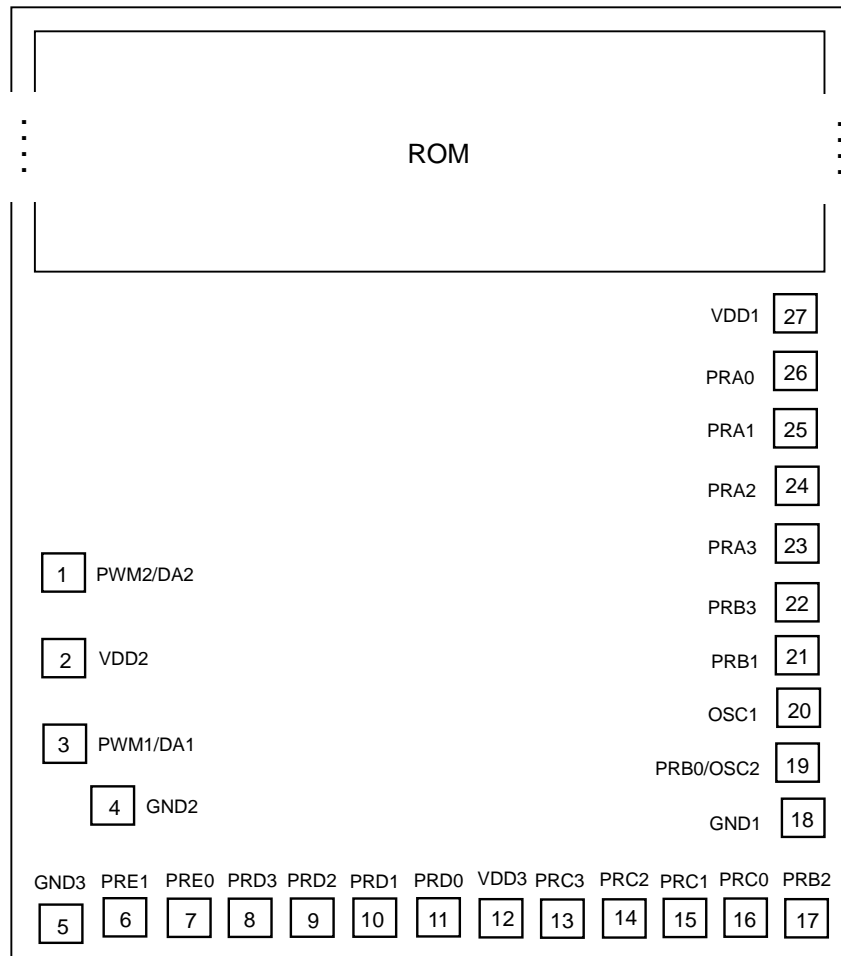 ROM
VDD1 27
PRA0 26
PRA1 25
PRA2 24
PRA3 23
1 PWM2/DA2
PRB3 22
2 VDD2
PRB1 21
OSC1 20
3 PWM1/DA1
PRB0/OSC2 19
4 GND2
GND1 18
GND3 PRE1 PRE0 PRD3 PRD2 PRD1 PRD0 VDD3 PRC3 PRC2 PRC1 PRC0 PRB2
5 6 7 8 9 10 11 12 13 14 15 16 17